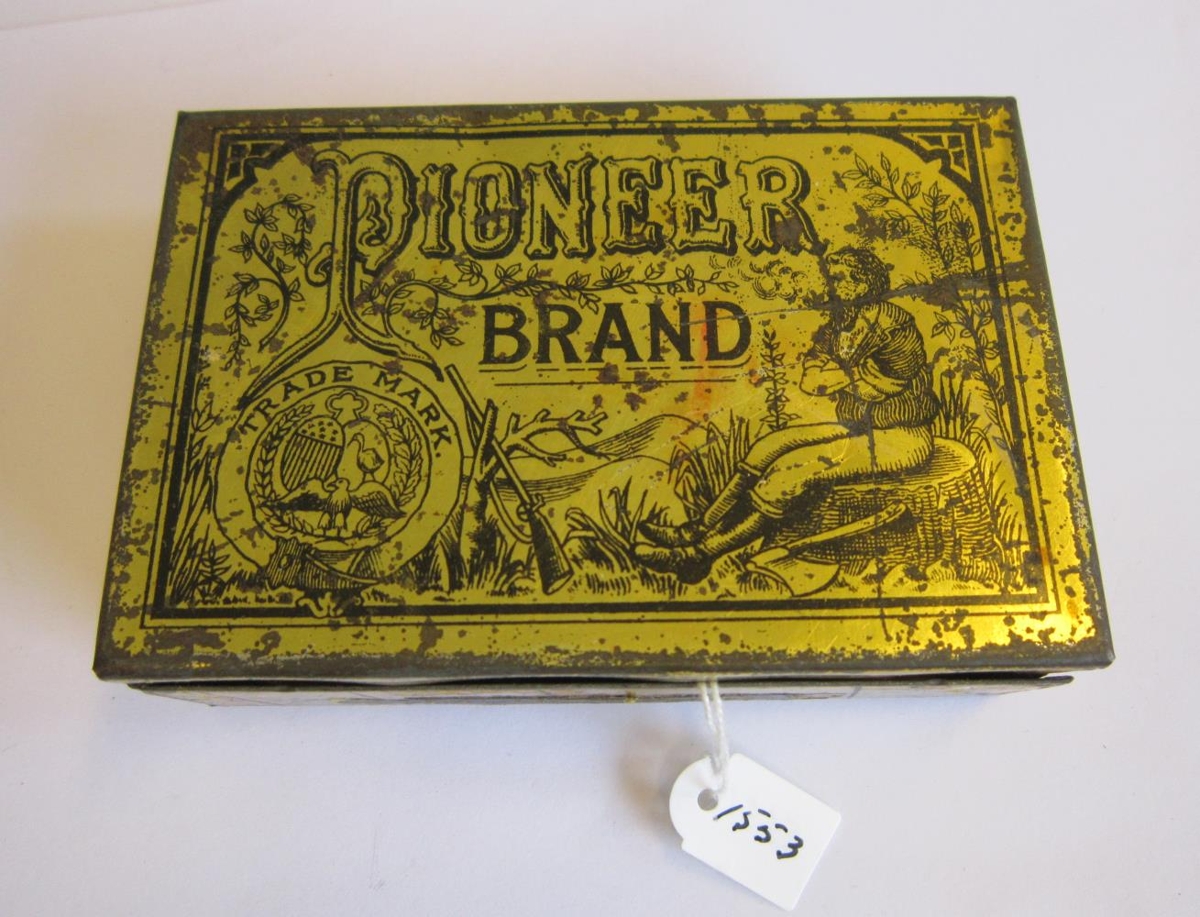 PIONEER
BRAND
TRADE MARK
1553